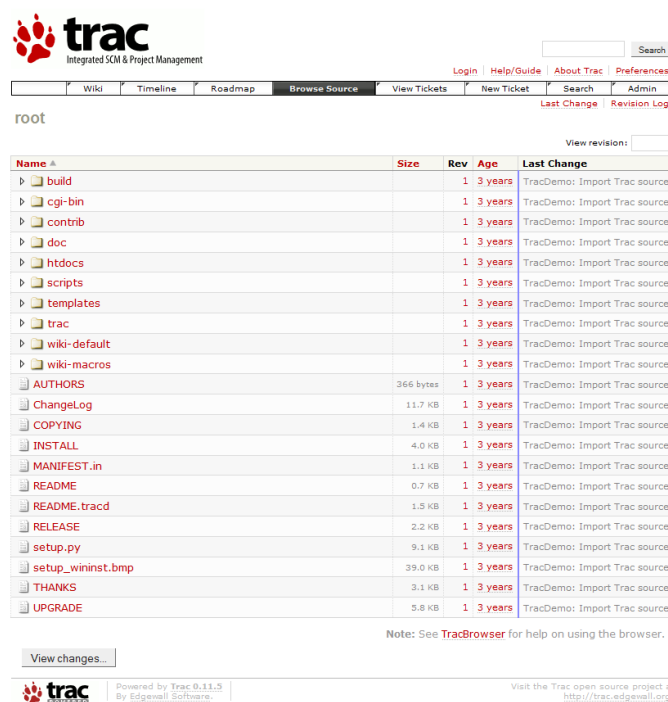 trac
Integrated SCM & Project Management
Search
Login Help/Guide About Trac Preferences
Wiki Timeline Roadmap Browse Source View Tickets New Ticket Search Admin
Last Change Revision Log
root
View revision:
Name Size Rev Age Last Change
build 1 3 years TracDemo: Import Trac source
cgi-bin 1 3 years TracDemo: Import Trac source
contrib 1 3 years TracDemo: Import Trac source
doc 1 3 years TracDemo: Import Trac source
htdocs 1 3 years TracDemo: Import Trac source
scripts 1 3 years TracDemo: Import Trac source
templates 1 3 years TracDemo: Import Trac source
trac 1 3 years TracDemo: Import Trac source
wiki-default 1 3 years TracDemo: Import Trac source
wiki-macros 1 3 years TracDemo: Import Trac source
AUTHORS 366 bytes 1 3 years TracDemo: Import Trac source
ChangeLog 11.7 KB 1 3 years TracDemo: Import Trac source
COPYING 1.4 KB 1 3 years TracDemo: Import Trac source
INSTALL 4.0 KB 1 3 years TracDemo: Import Trac source
MANIFEST.in 1.1 KB 1 3 years TracDemo: Import Trac source
README 0.7 KB 1 3 years TracDemo: Import Trac source
README.tracd 1.5 KB 1 3 years TracDemo: Import Trac source
RELEASE 2.2 KB 1 3 years TracDemo: Import Trac source
setup.py 9.1 KB 1 3 years TracDemo: Import Trac source
setup_wininst.bmp 39.0 KB 1 3 years TracDemo: Import Trac source
THANKS 3.1 KB 1 3 years TracDemo: Import Trac source
UPGRADE 5.8 KB 1 3 years TracDemo: Import Trac source
Note: See TracBrowser for help on using the browser.
View changes...
trac Powered by Trac 0.11.5 Visit the Trac open source project
By Edgewall Software. http://trac.edgewall.org